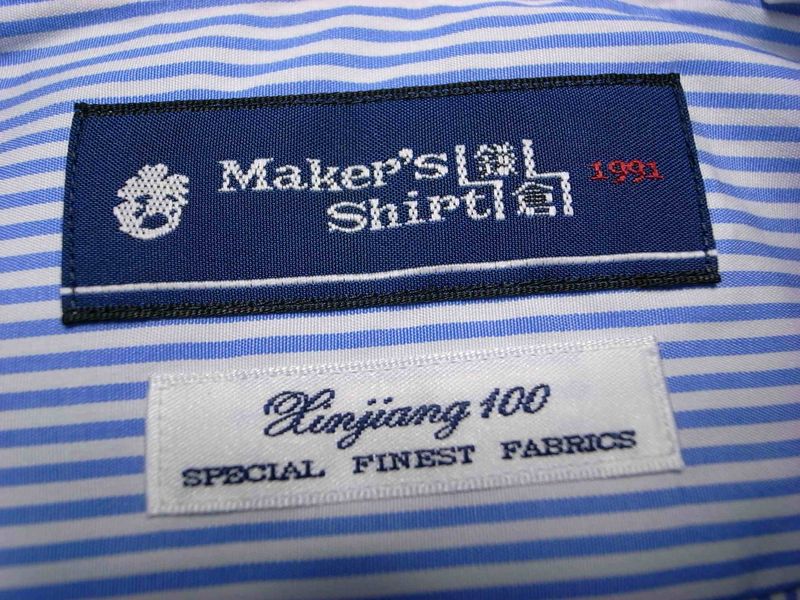 Maker's 鎌 1991
Shirt 倉
Xinjiang 100
SPECIAL FINEST FABRICS